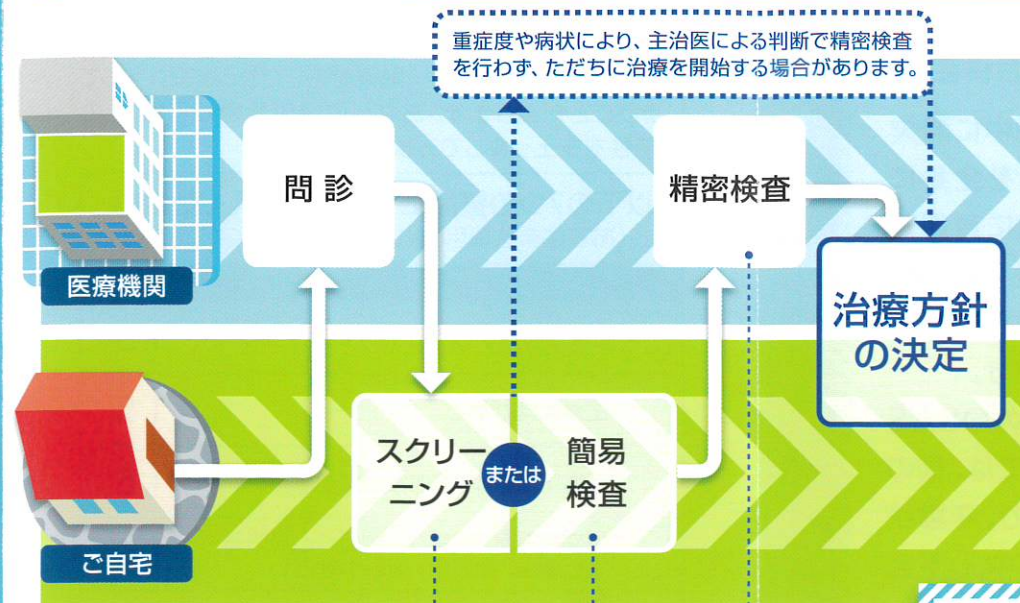 重症度や病状により、主治医による判断で精密検査
を行わず、ただちに治療を開始する場合があります。
問診
精密検査
医療機関
治療方針
の決定
スクリー
ニング
または
簡易
検査
ご自宅